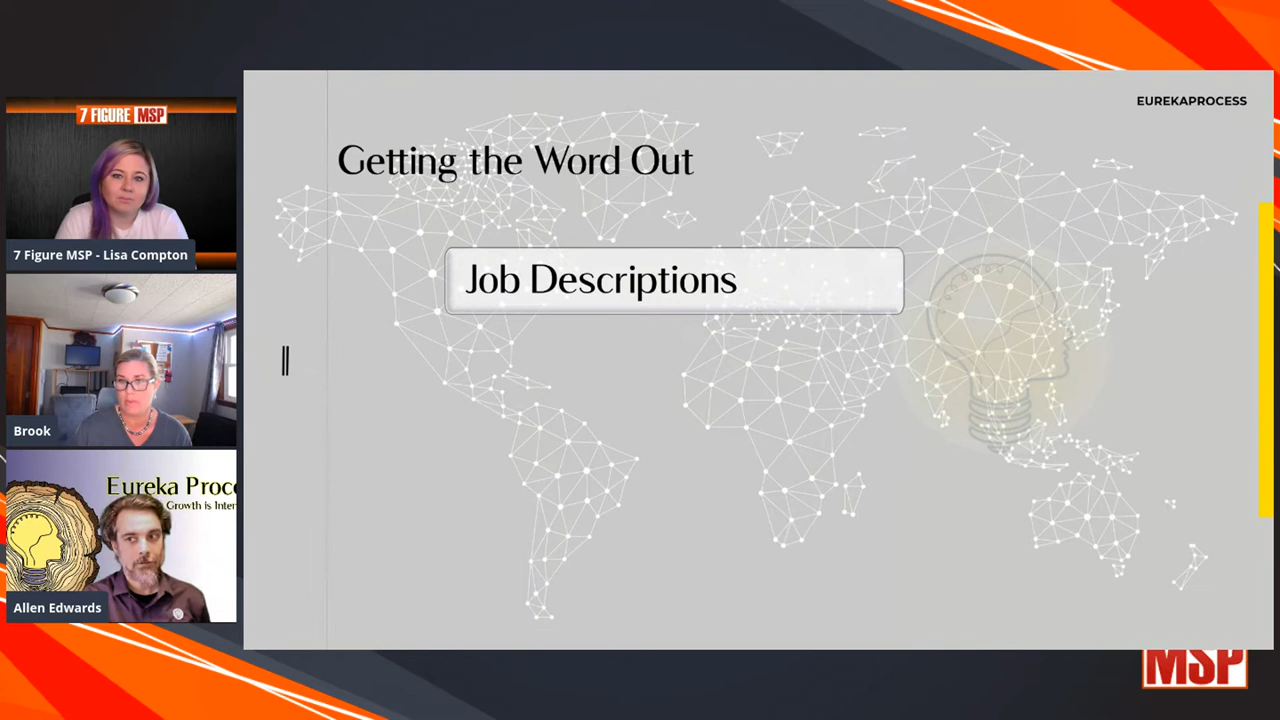 7 FIGURE MSP
7 Figure MSP - Lisa Compton
Brook
Eureka Proc
Growth is Inter
Allen Edwards
EUREKAPROCESS
Getting the Word Out
Job Descriptions
MSP